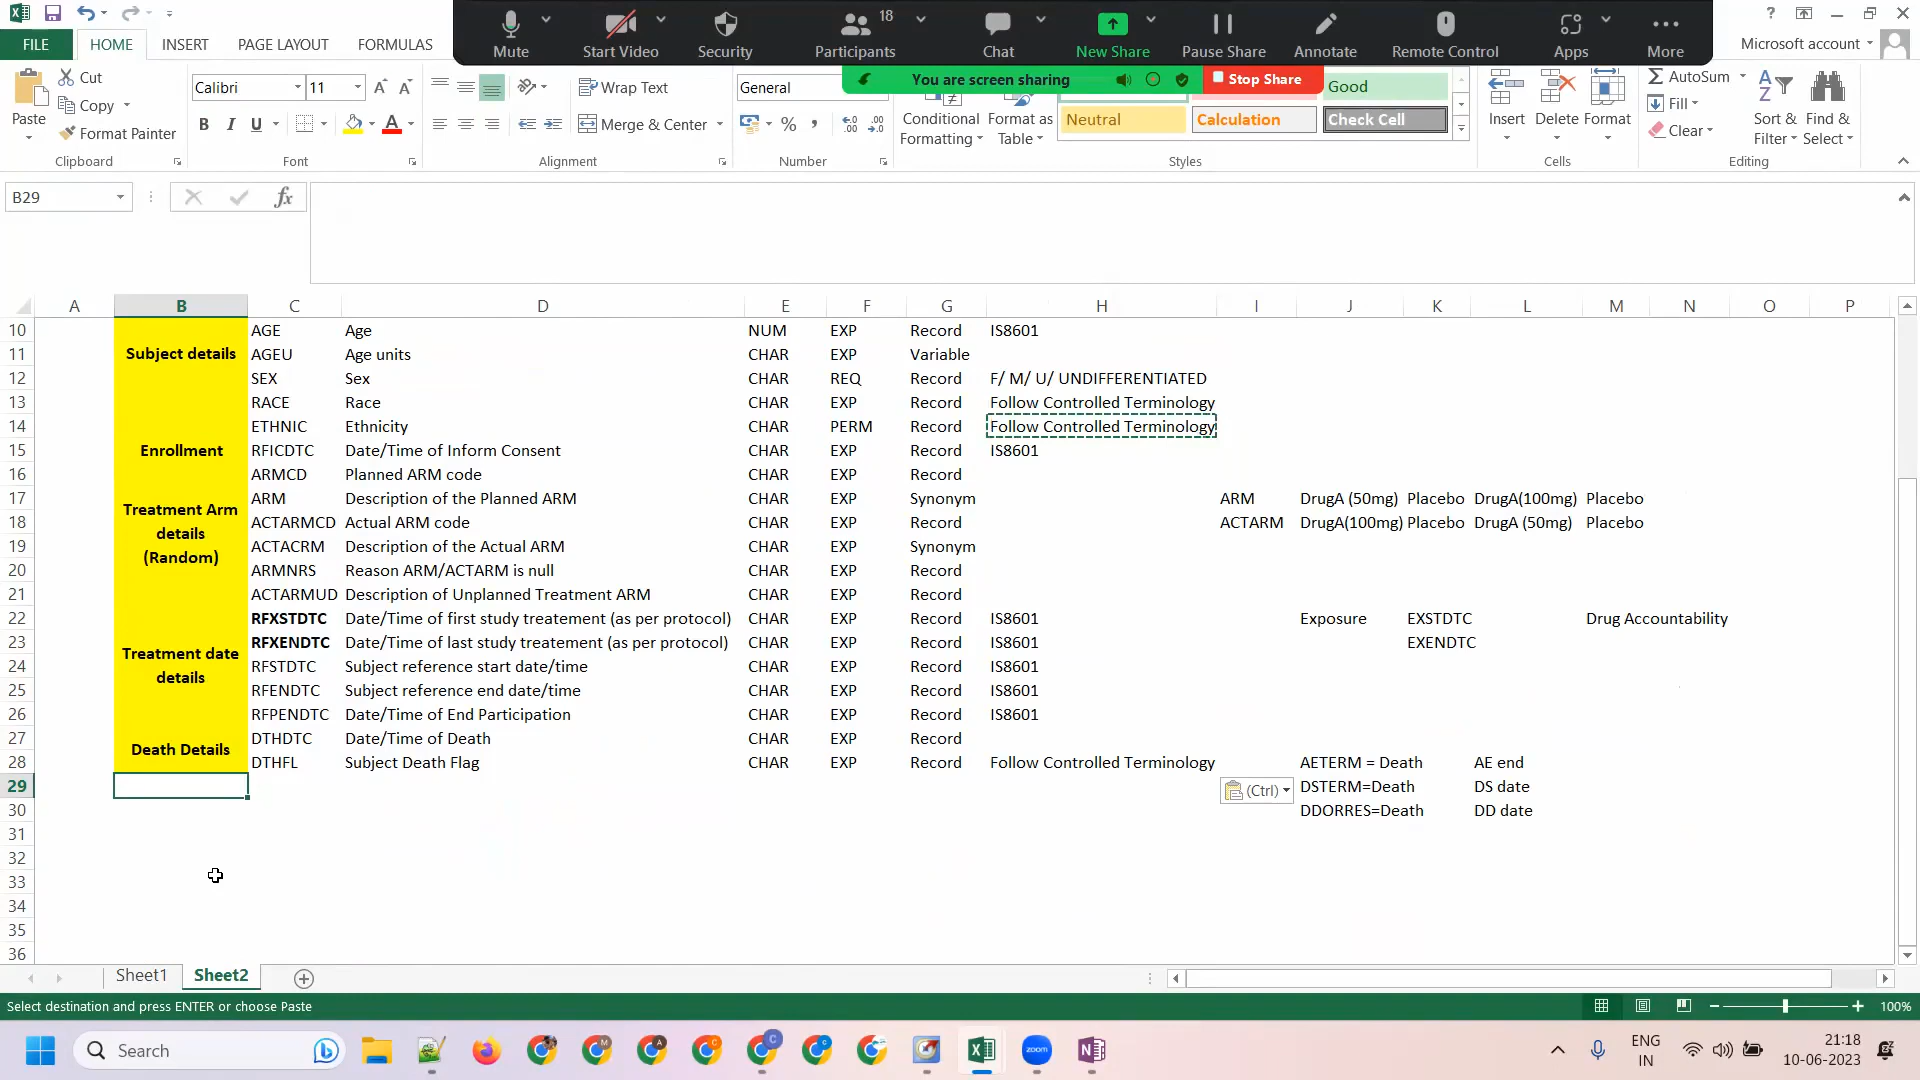 Mute
Start Video
Security
Participants
18
Chat
New Share
Pause Share
Annotate
Remote Control
Apps
More
You are screen sharing
Stop Share
FILE
HOME
INSERT
PAGE LAYOUT
FORMULAS
Microsoft account
Paste
Cut
Copy
Format Painter
Clipboard
Calibri
11
B I U
Font
Wrap Text
Merge & Center
Alignment
General
Number
Conditional Formatting
Format as Table
Good
Neutral
Calculation
Check Cell
Styles
Insert
Delete
Format
Cells
AutoSum
Fill
Clear
Sort & Filter
Find & Select
Editing
B29
fx
A B C D E F G H I J K L M N O P
10 AGE Age NUM EXP Record IS8601
11 Subject details AGEU Age units CHAR EXP Variable
12 SEX Sex CHAR REQ Record F/ M/ U/ UNDIFFERENTIATED
13 RACE Race CHAR EXP Record Follow Controlled Terminology
14 ETHNIC Ethnicity CHAR PERM Record Follow Controlled Terminology
15 Enrollment RFICDTC Date/Time of Inform Consent CHAR EXP Record IS8601
16 ARMCD Planned ARM code CHAR EXP Record
17 ARM Description of the Planned ARM CHAR EXP Synonym ARM DrugA (50mg) Placebo DrugA(100mg) Placebo
Treatment Arm details (Random)
18 ACTARMCD Actual ARM code CHAR EXP Record ACTARM DrugA(100mg) Placebo DrugA (50mg) Placebo
19 ACTACRM Description of the Actual ARM CHAR EXP Synonym
20 ARMNRS Reason ARM/ACTARM is null CHAR EXP Record
21 ACTARMUD Description of Unplanned Treatment ARM CHAR EXP Record
22 RFXSTDTC Date/Time of first study treatement (as per protocol) CHAR EXP Record IS8601 Exposure EXSTDTC Drug Accountability
23 RFXENDTC Date/Time of last study treatement (as per protocol) CHAR EXP Record IS8601 EXENDTC
Treatment date details
24 RFSTDTC Subject reference start date/time CHAR EXP Record IS8601
25 RFENDTC Subject reference end date/time CHAR EXP Record IS8601
26 RFPENDTC Date/Time of End Participation CHAR EXP Record IS8601
27 DTHDTC Date/Time of Death CHAR EXP Record
Death Details
28 DTHFL Subject Death Flag CHAR EXP Record Follow Controlled Terminology AETERM = Death AE end
29 (Ctrl) DSTERM=Death DS date
30 DDORRES=Death DD date
31
32
33
34
35
36
Sheet1
Sheet2
Select destination and press ENTER or choose Paste
100%
Search
zoom
ENG
IN
21:18
10-06-2023